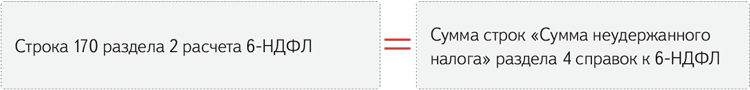 Строка 170 раздела 2 расчета 6-НДФЛ
=
Сумма строк «Сумма неудержанного
налога» раздела 4 справок к 6-НДФЛ